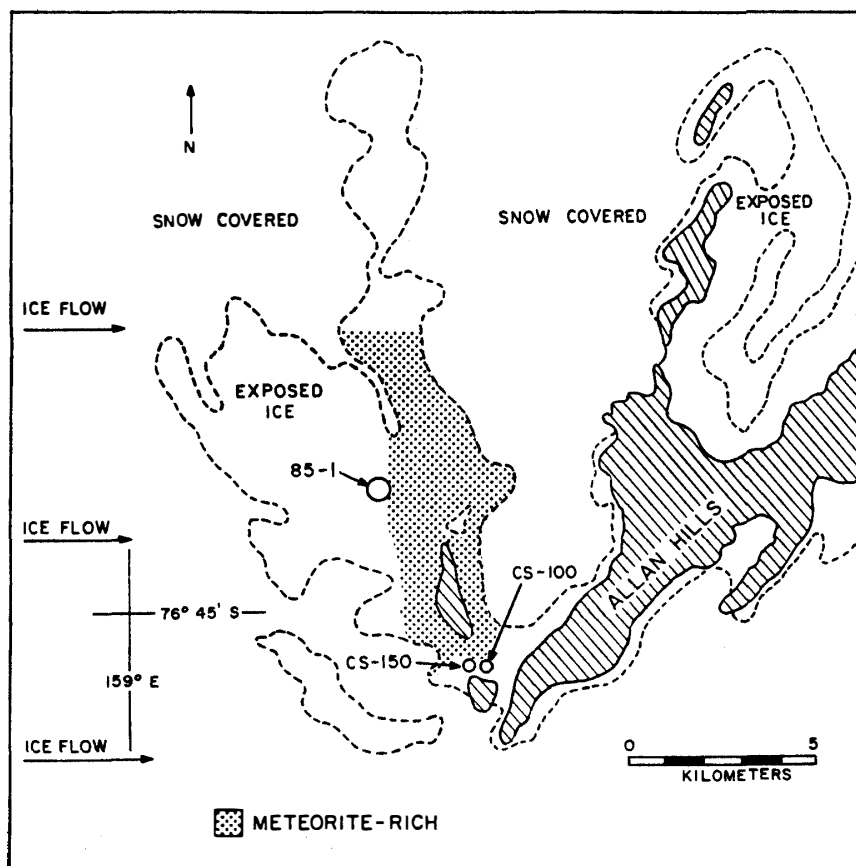 N
SNOW COVERED
SNOW COVERED
EXPOSED
ICE
ICE FLOW
EXPOSED
ICE
85-1
ICE FLOW
CS-100
ALLAN HILLS
76° 45' S
CS-150
159° E
ICE FLOW
0 5
KILOMETERS
METEORITE-RICH